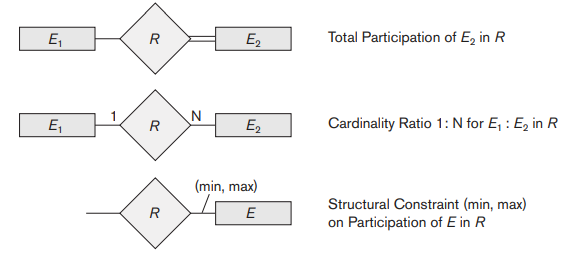 E₁ R E₂ Total Participation of E₂ in R
E₁ 1 R N E₂ Cardinality Ratio 1: N for E₁ : E₂ in R
(min, max)
R E Structural Constraint (min, max)
on Participation of E in R